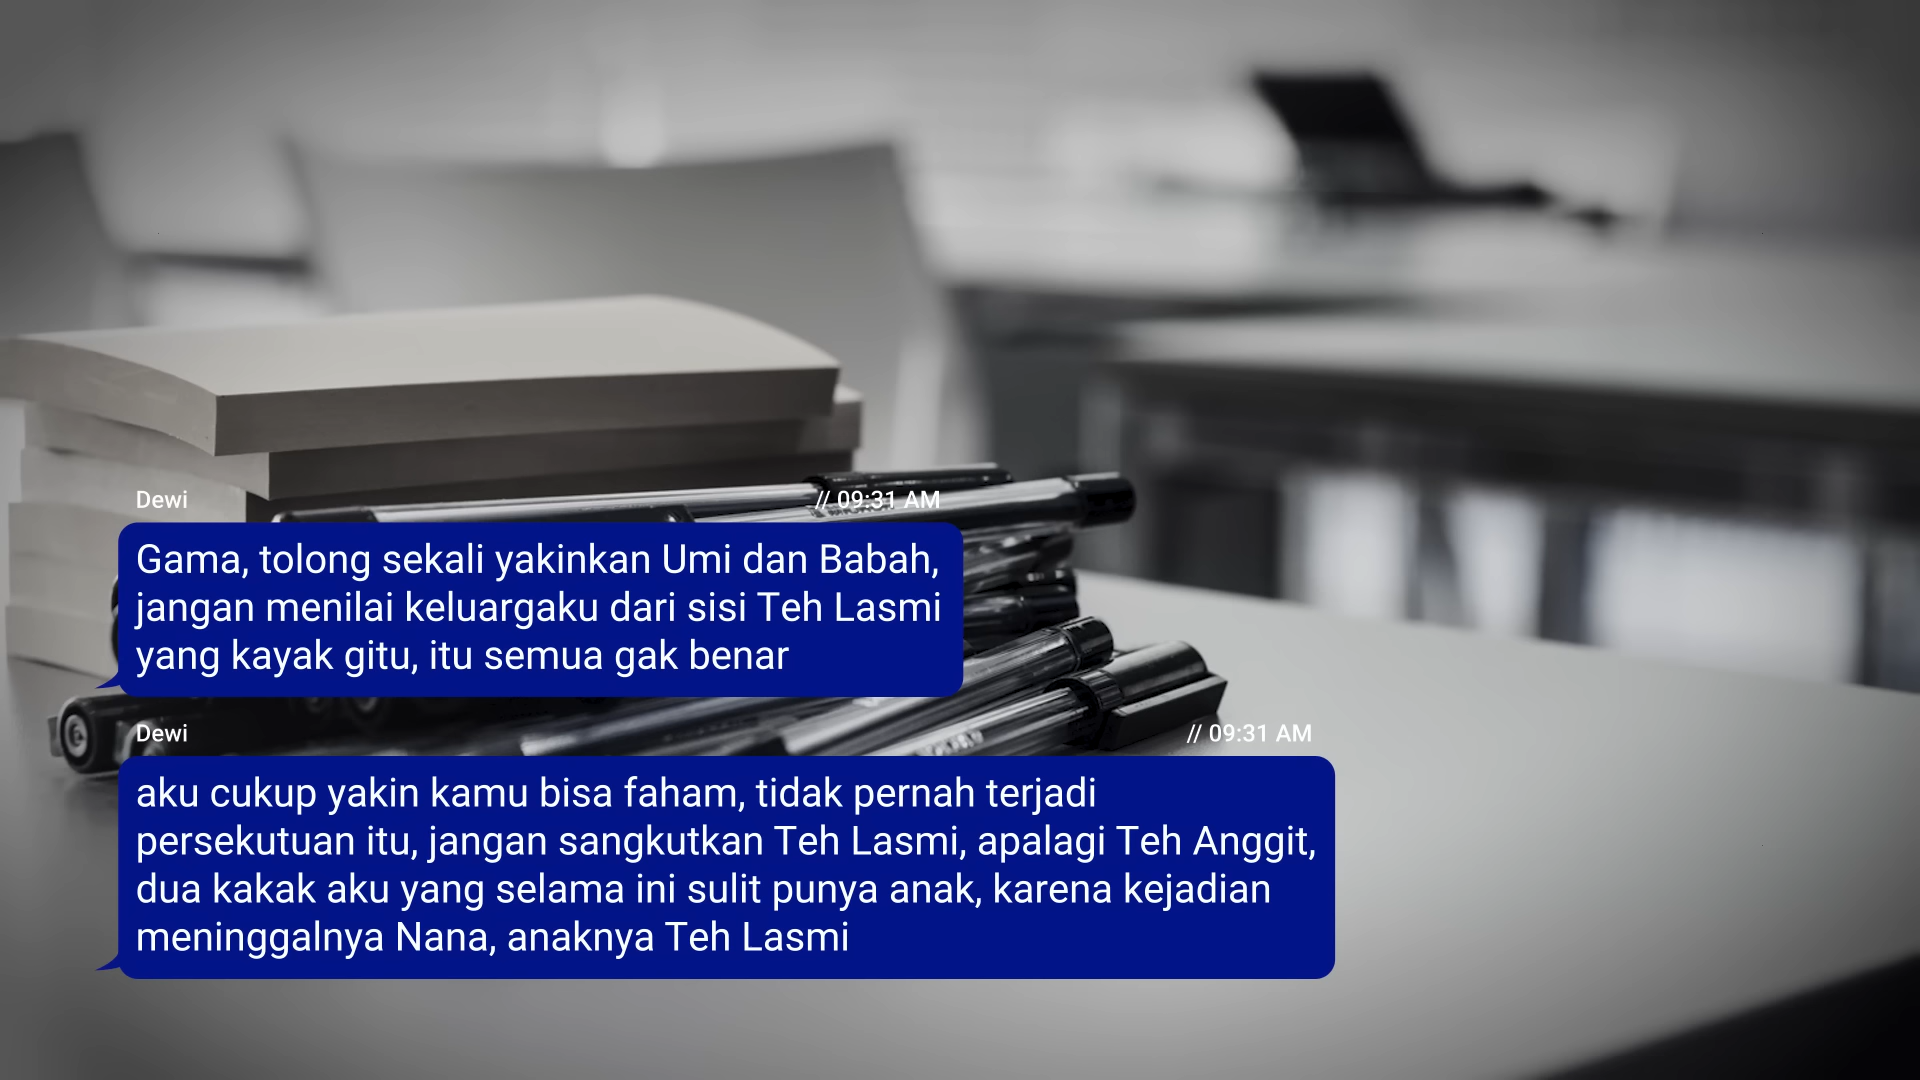 Dewi // 09:31 AM
Gama, tolong sekali yakinkan Umi dan Babah,
jangan menilai keluargaku dari sisi Teh Lasmi
yang kayak gitu, itu semua gak benar
Dewi // 09:31 AM
aku cukup yakin kamu bisa faham, tidak pernah terjadi
persekutuan itu, jangan sangkutkan Teh Lasmi, apalagi Teh Anggit,
dua kakak aku yang selama ini sulit punya anak, karena kejadian
meninggalnya Nana, anaknya Teh Lasmi